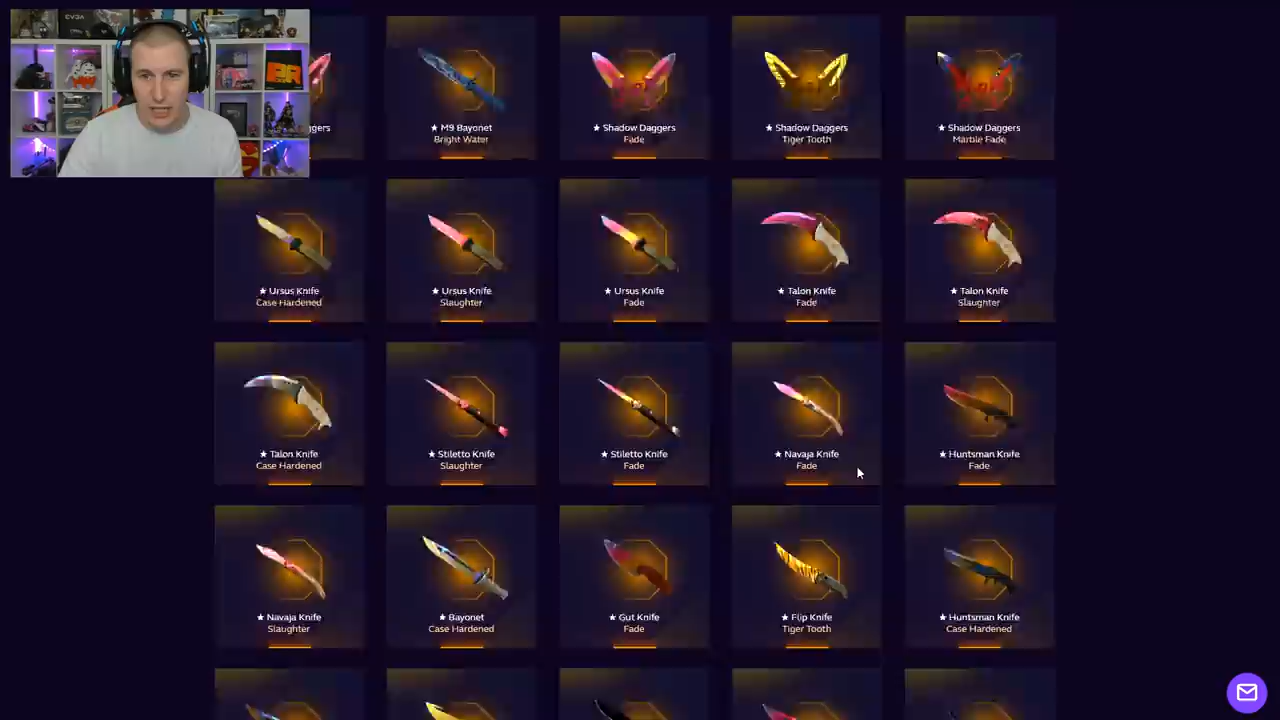 EVGA
ggers
★ M9 Bayonet
Bright Water
★ Shadow Daggers
Fade
★ Shadow Daggers
Tiger Tooth
★ Shadow Daggers
Marble Fade
★ Ursus Knife
Case Hardened
★ Ursus Knife
Slaughter
★ Ursus Knife
Fade
★ Talon Knife
Fade
★ Talon Knife
Slaughter
★ Talon Knife
Case Hardened
★ Stiletto Knife
Slaughter
★ Stiletto Knife
Fade
★ Navaja Knife
Fade
★ Huntsman Knife
Fade
★ Navaja Knife
Slaughter
★ Bayonet
Case Hardened
★ Gut Knife
Fade
★ Flip Knife
Tiger Tooth
★ Huntsman Knife
Case Hardened